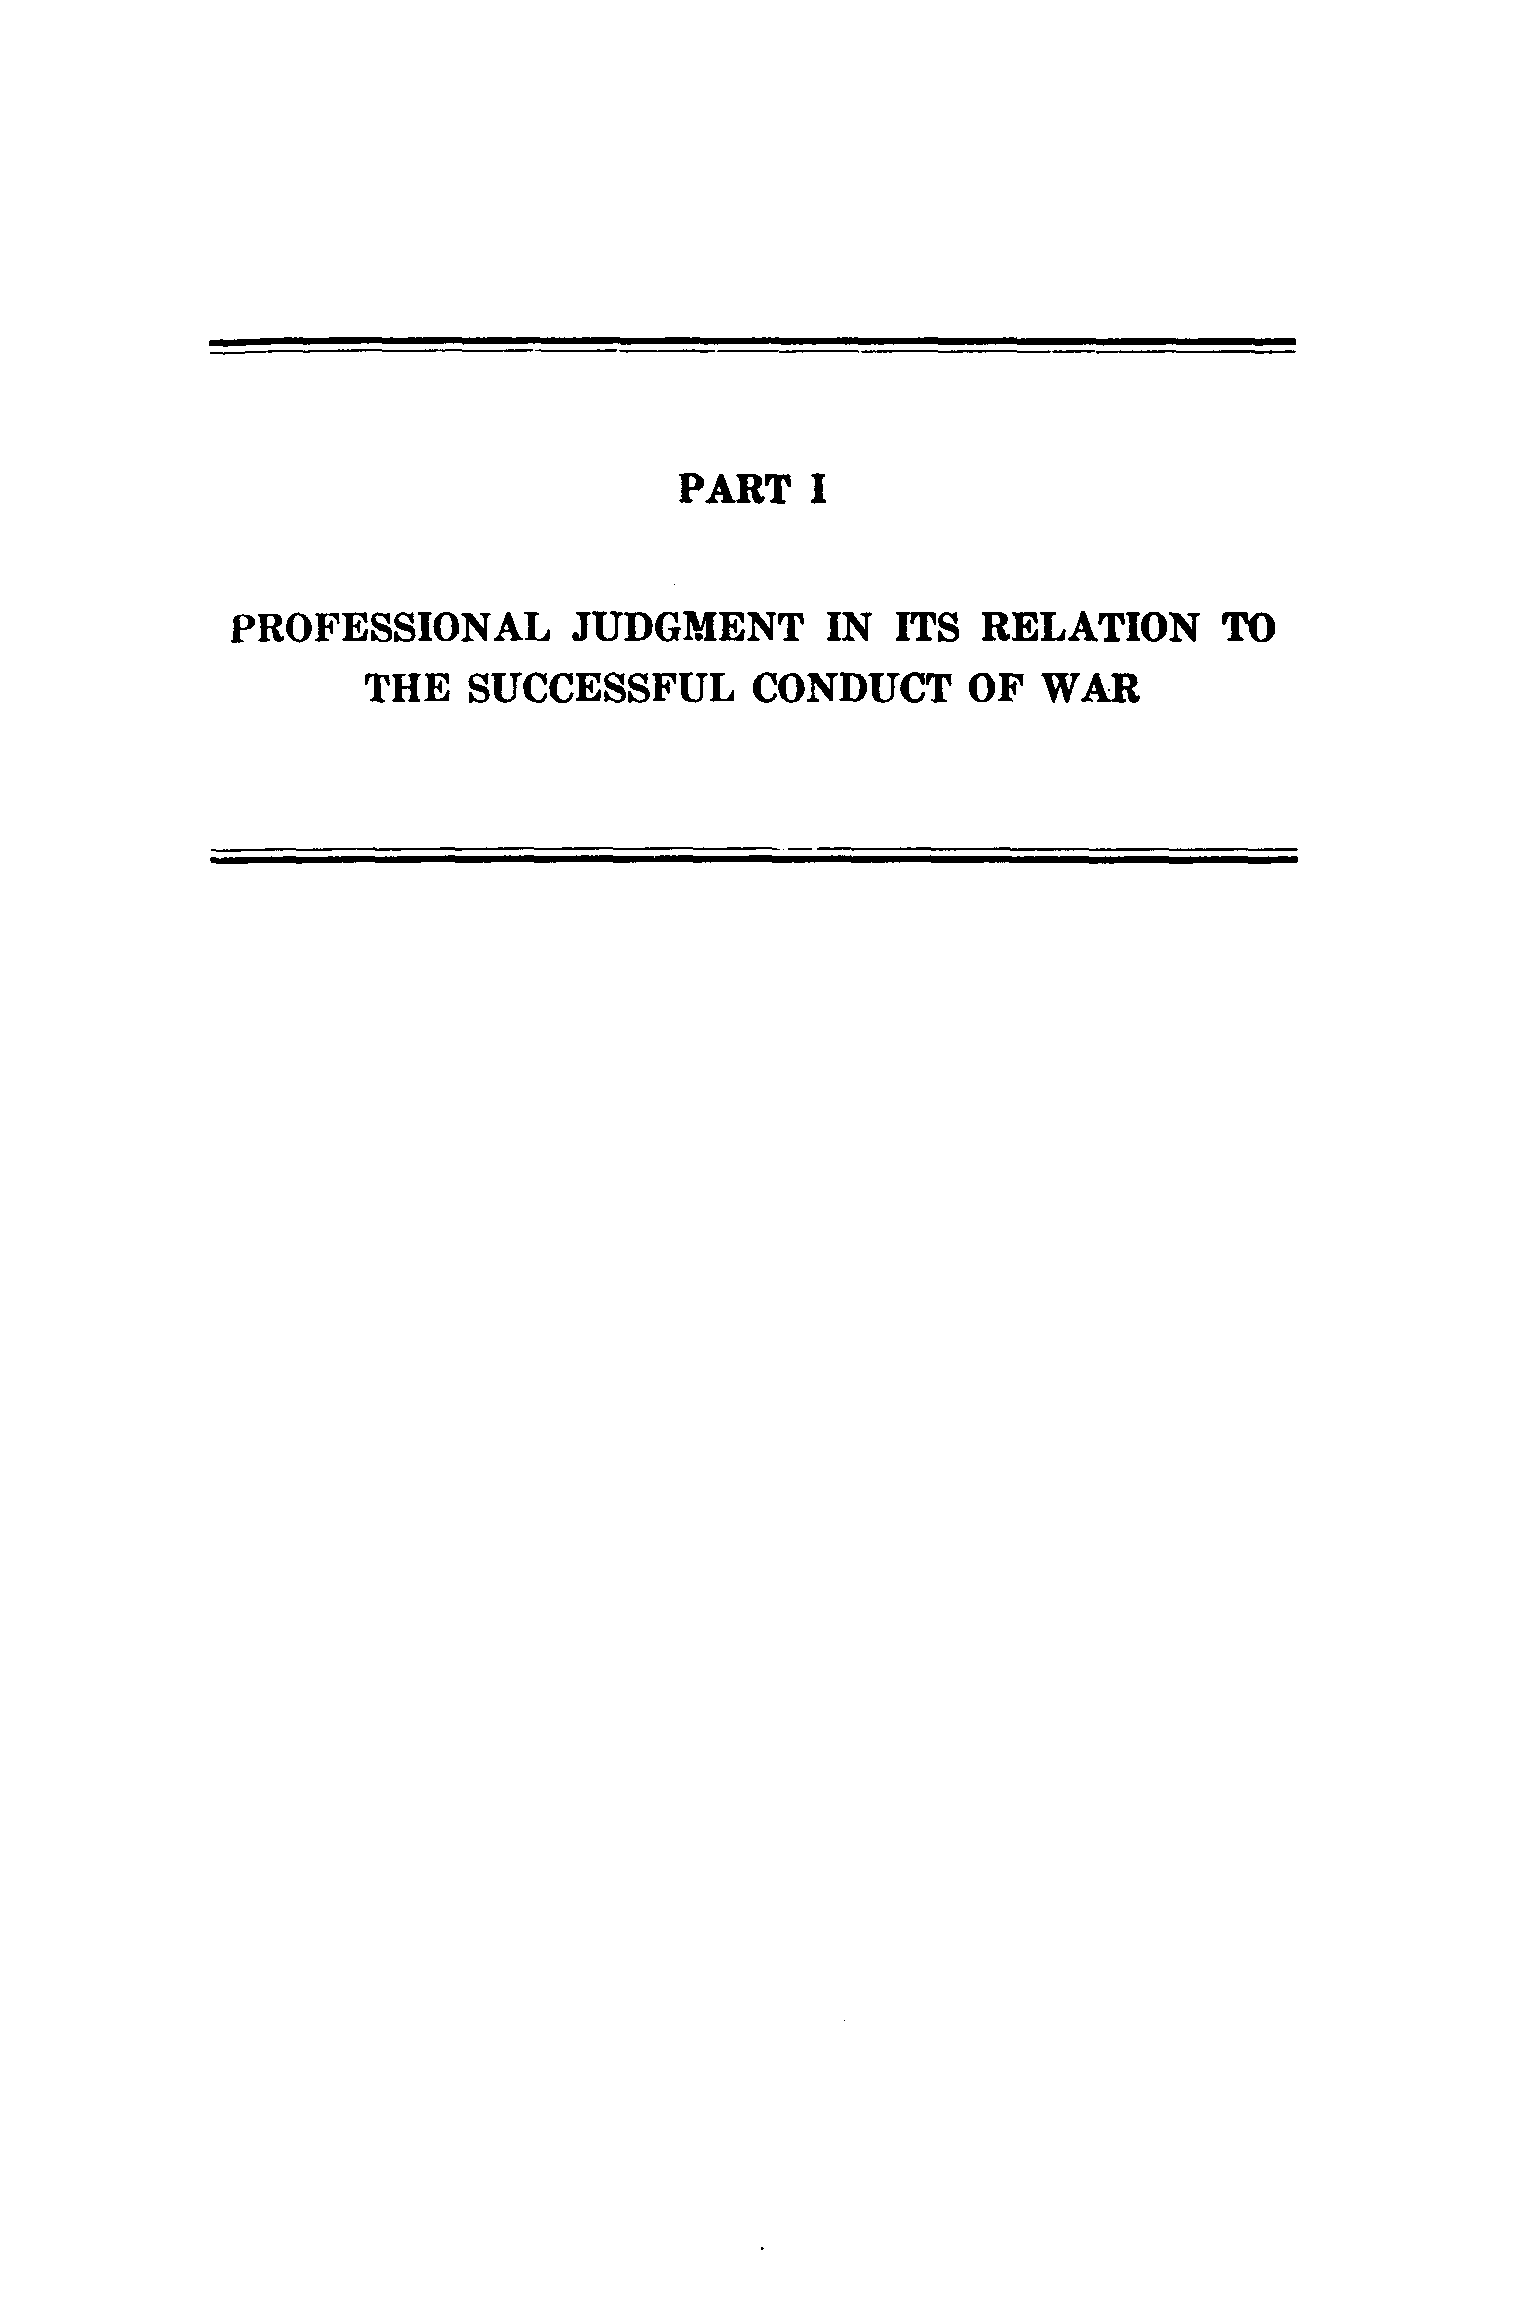 PART I
PROFESSIONAL JUDGMENT IN ITS RELATION TO
THE SUCCESSFUL CONDUCT OF WAR